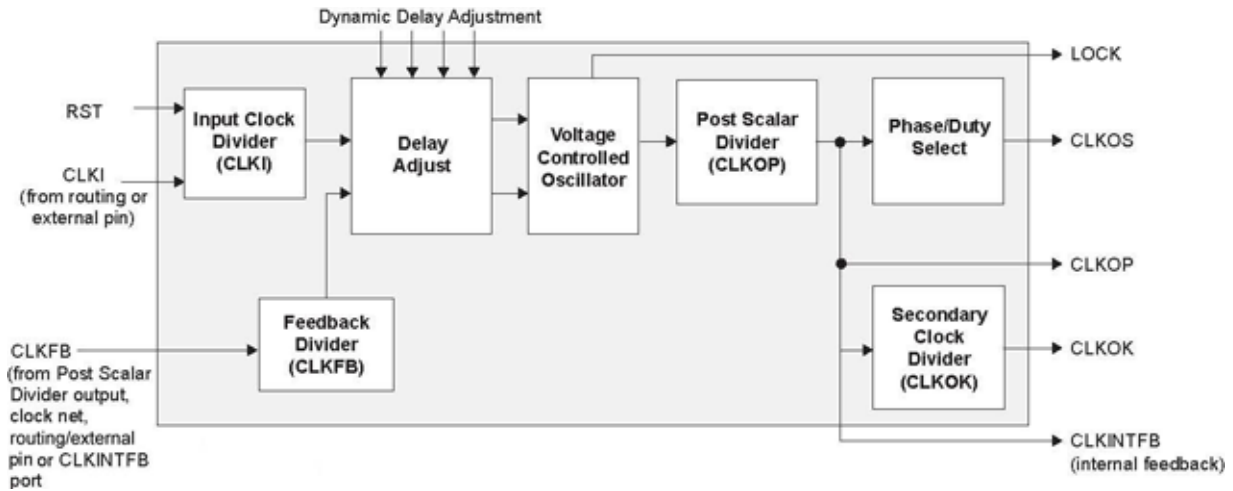 Dynamic Delay Adjustment
LOCK
RST
Input Clock
Divider
(CLKI)
Delay
Adjust
Voltage
Controlled
Oscillator
Post Scalar
Divider
(CLKOP)
Phase/Duty
Select
CLKOS
CLKI
(from routing or
external pin)
CLKOP
Feedback
Divider
(CLKFB)
Secondary
Clock
Divider
(CLKOK)
CLKOK
CLKFB
(from Post Scalar
Divider output,
clock net,
routing/external
pin or CLKINTFB
port
CLKINTFB
(internal feedback)